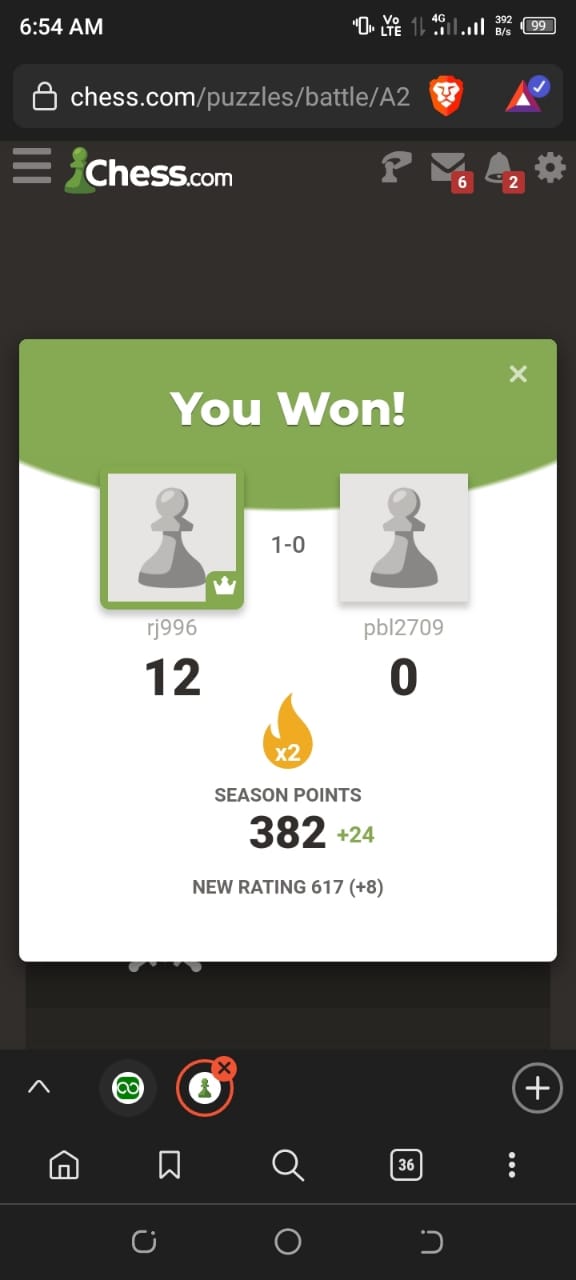 6:54 AM
Vo
LTE
4G
392
B/s
99
chess.com/puzzles/battle/A2
Chess.com
6
2
You Won!
1-0
rj996
pbl2709
12
0
x2
SEASON POINTS
382 +24
NEW RATING 617 (+8)
36